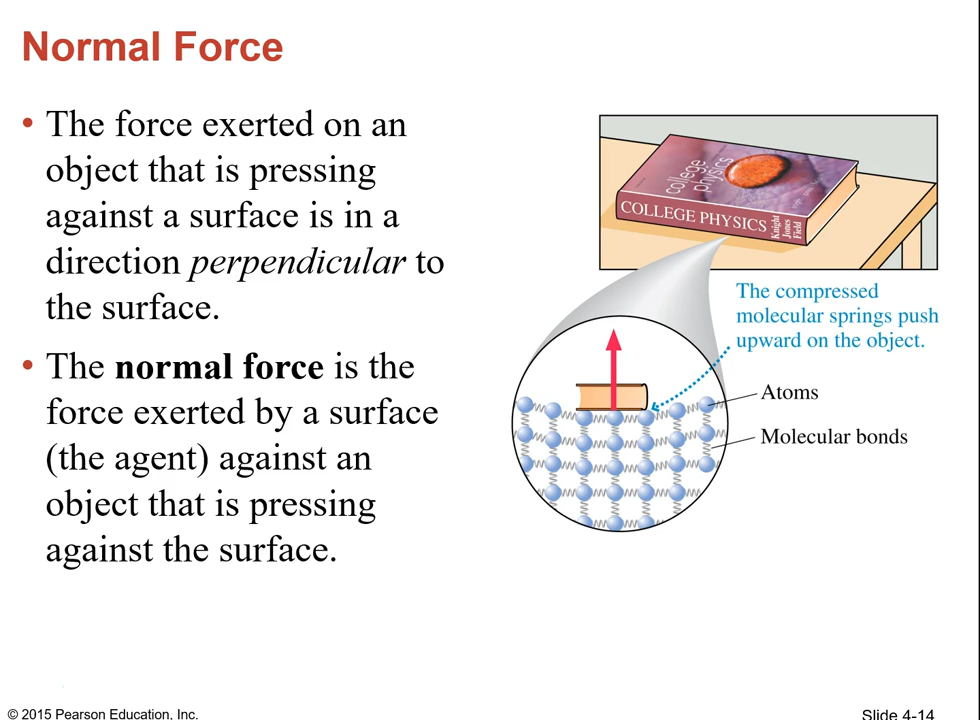 Normal Force
• The force exerted on an
object that is pressing
against a surface is in a
direction perpendicular to
the surface.
• The normal force is the
force exerted by a surface
(the agent) against an
object that is pressing
against the surface.
college
physics
COLLEGE PHYSICS
Knight
Jones
Field
The compressed
molecular springs push
upward on the object.
Atoms
Molecular bonds
© 2015 Pearson Education, Inc.
Slide 4-14